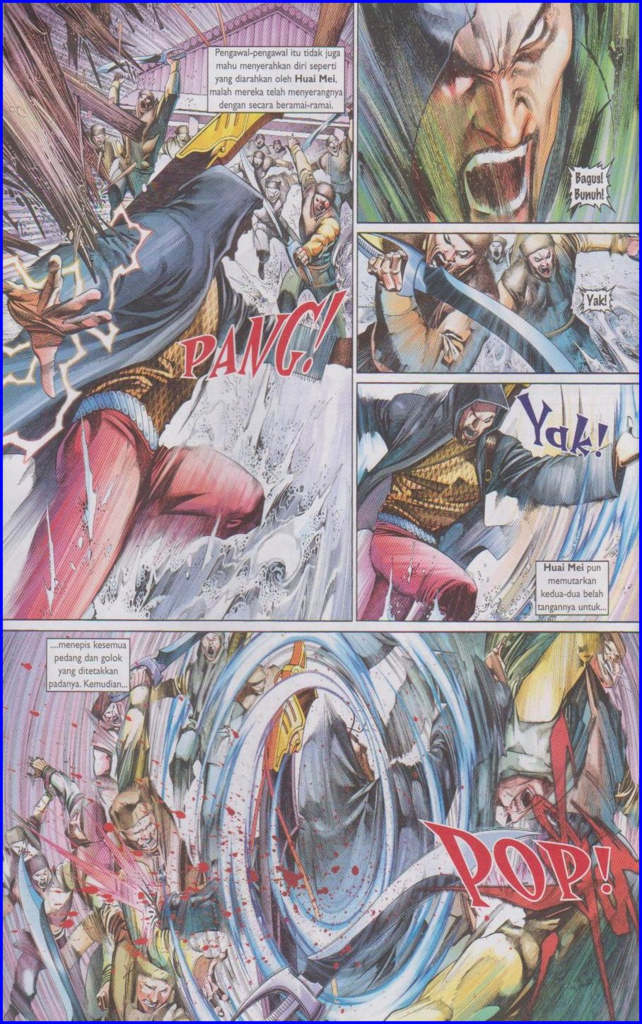 Pengawal-pengawal itu tidak juga
mahu menyerahkan diri seperti
yang diarahkan oleh Huai Mei,
malah mereka telah menyerangnya
dengan secara beramai-ramai.
Bagus!
Bunuh!
PANG!
Yak!
Yak!
Huai Mei pun
memutarkan
kedua-dua belah
tangannya untuk...
....menepis kesemua
pedang dan golok
yang ditetakkan
padanya. Kemudian...
POP!